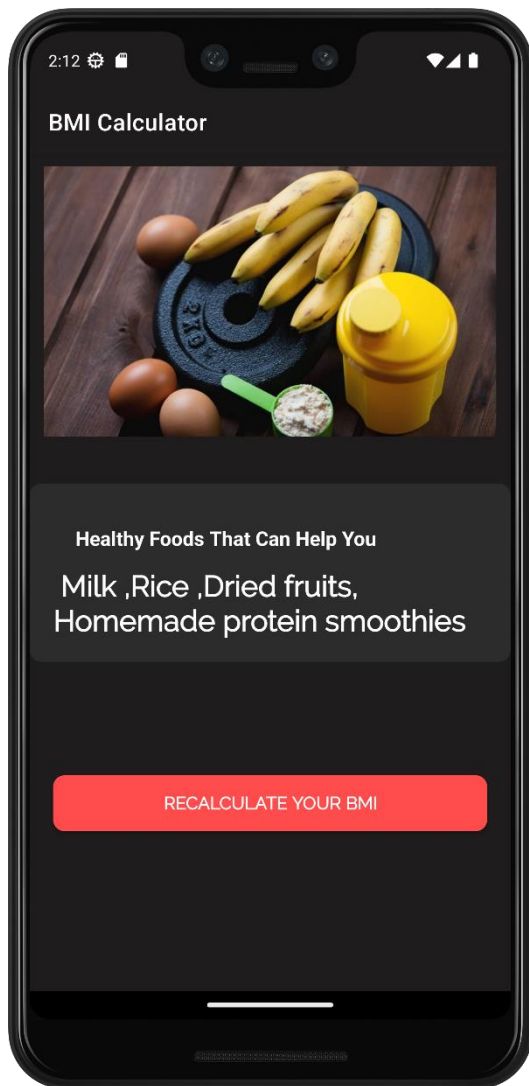 2:12
BMI Calculator
2KG
Healthy Foods That Can Help You
Milk ,Rice ,Dried fruits,
Homemade protein smoothies
RECALCULATE YOUR BMI